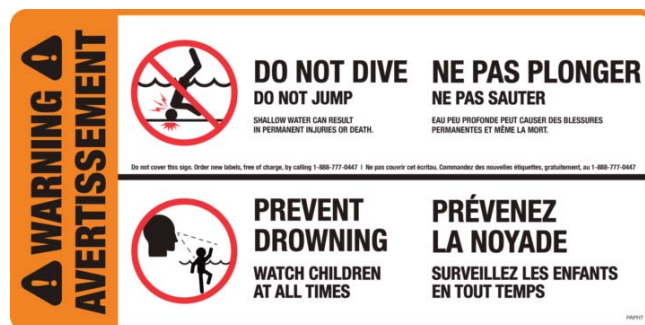 WARNING
AVERTISSEMENT
DO NOT DIVE
DO NOT JUMP
SHALLOW WATER CAN RESULT
IN PERMANENT INJURIES OR DEATH.
NE PAS PLONGER
NE PAS SAUTER
EAU PEU PROFONDE PEUT CAUSER DES BLESSURES
PERMANENTES ET MÊME LA MORT.
Do not cover this sign. Order new labels, free of charge, by calling 1-888-777-0447 | Ne pas couvrir cet écritau. Commandez des nouvelles étiquettes, gratuitement, au 1-888-777-0447
PREVENT
DROWNING
WATCH CHILDREN
AT ALL TIMES
PRÉVENEZ
LA NOYADE
SURVEILLEZ LES ENFANTS
EN TOUT TEMPS